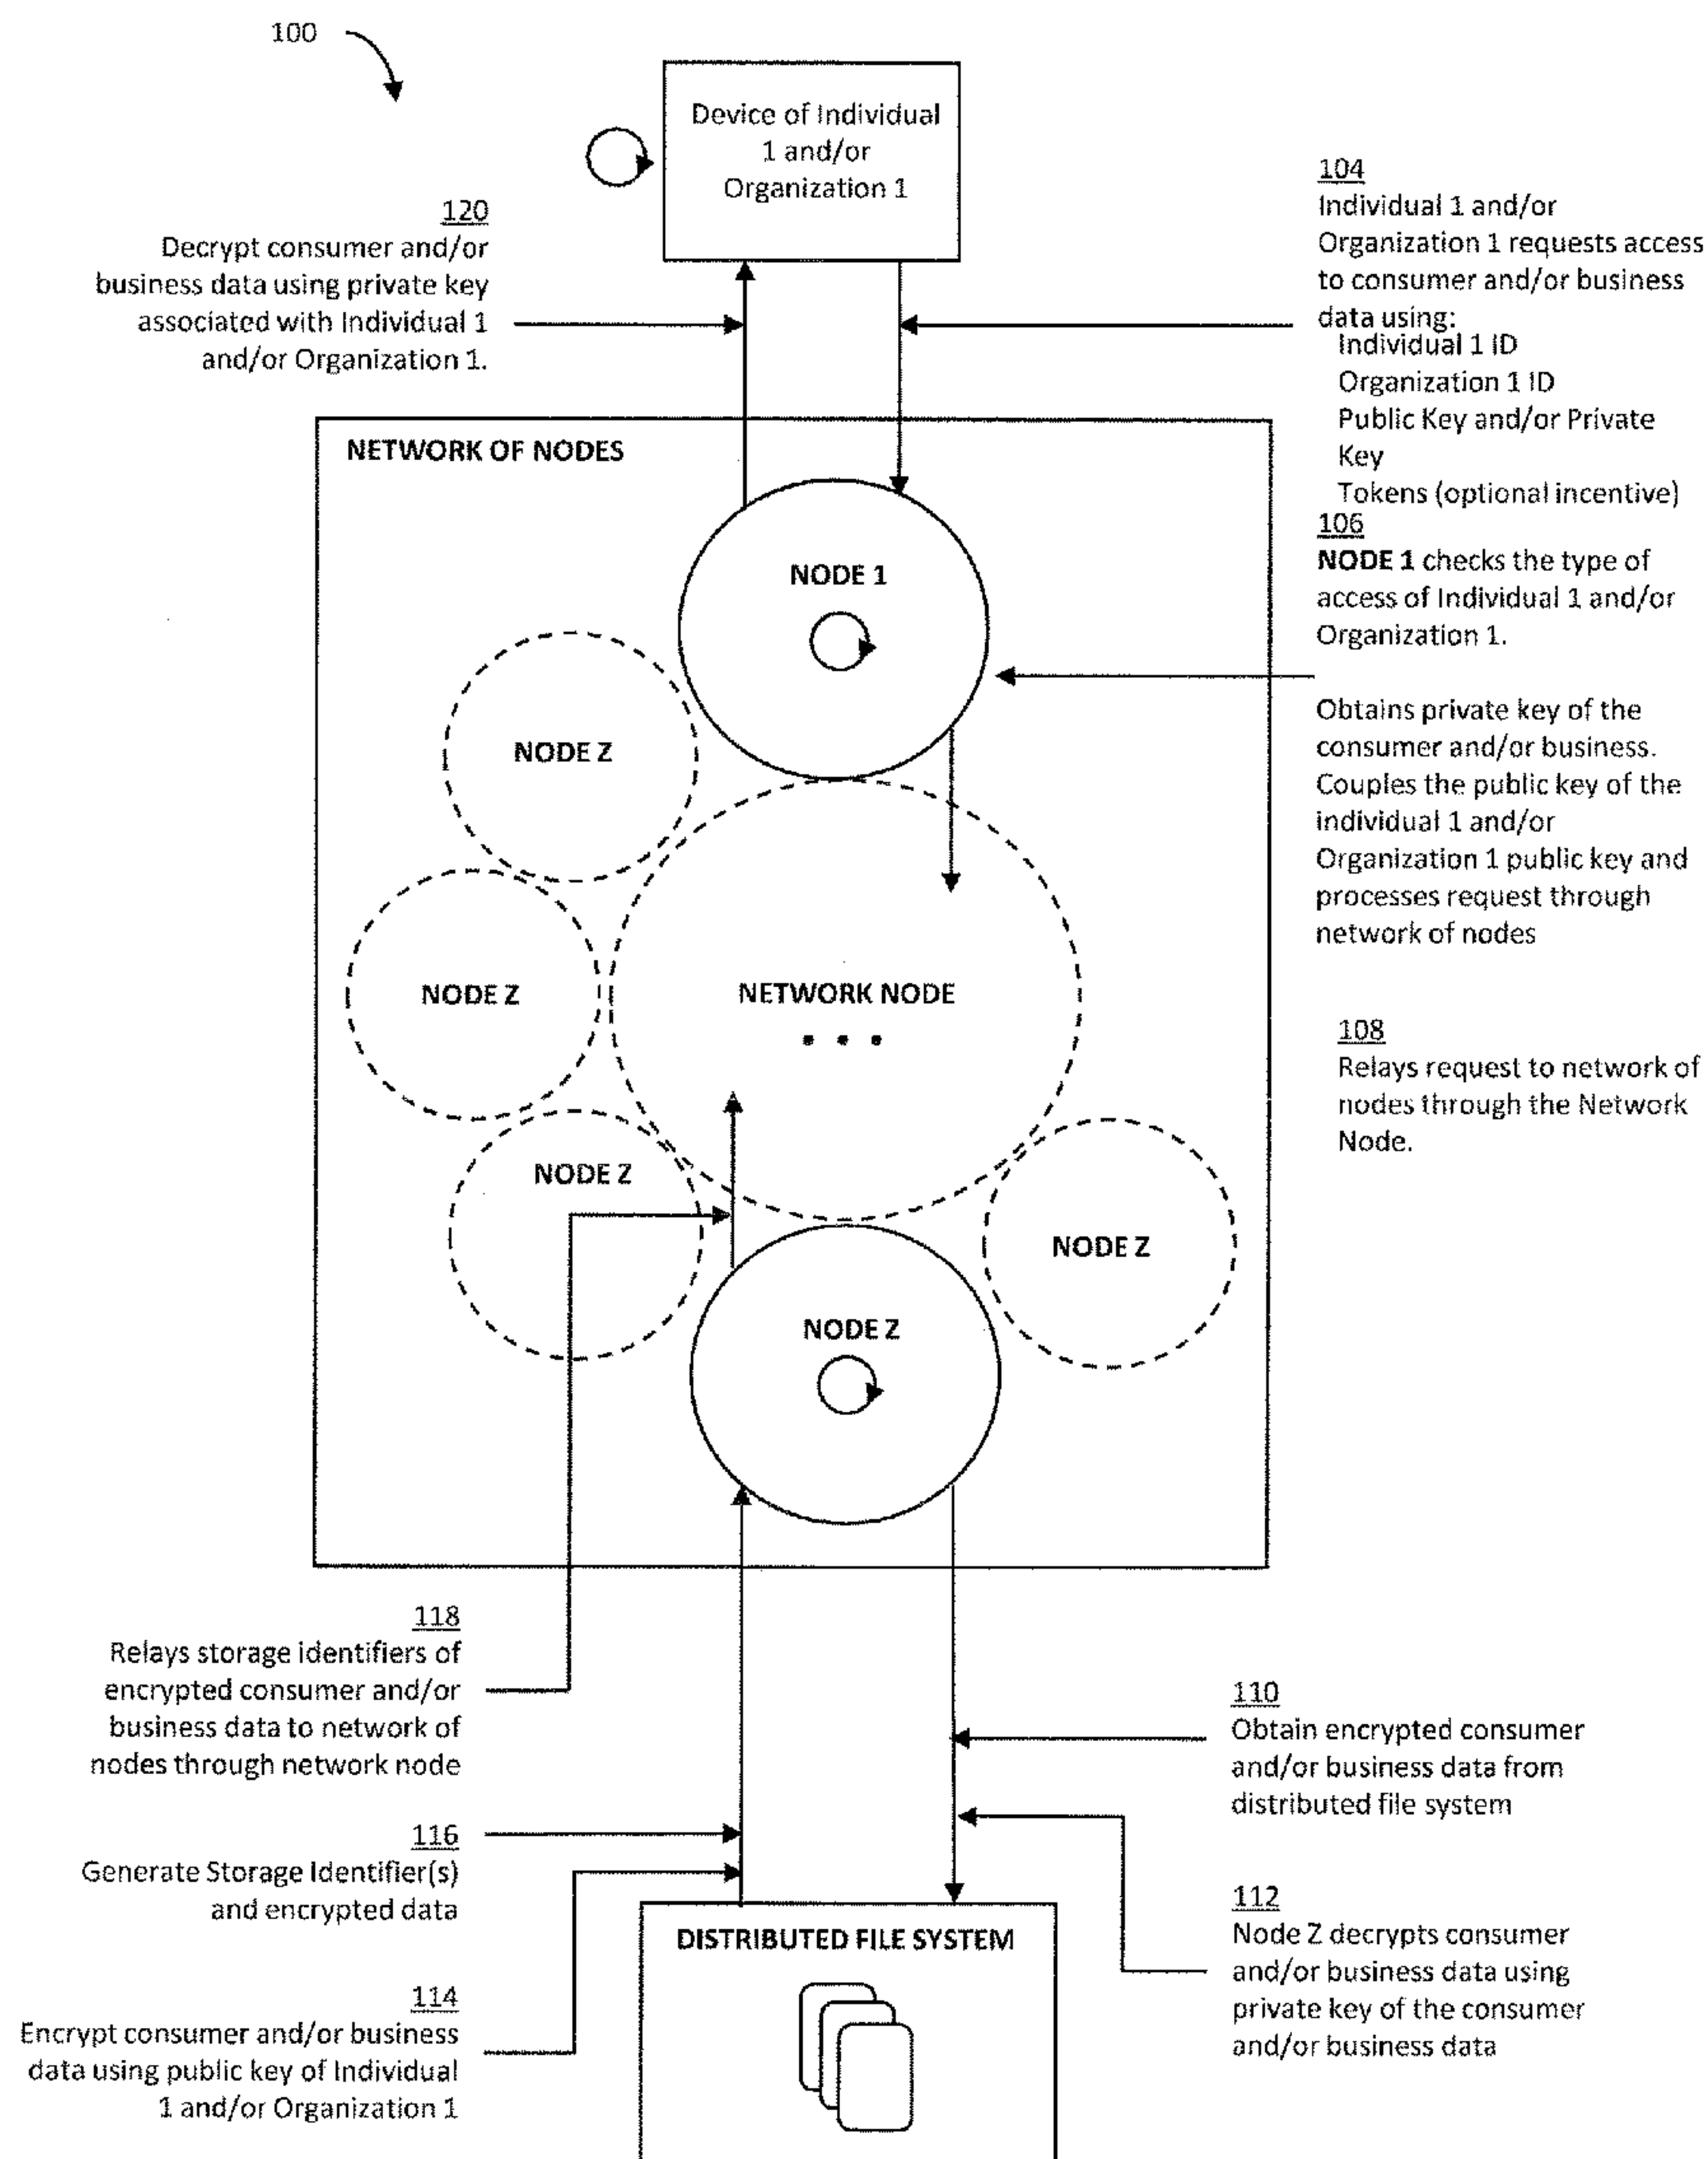 100
Device of Individual
1 and/or
Organization 1
120
Decrypt consumer and/or
business data using private key
associated with Individual 1
and/or Organization 1.
104
Individual 1 and/or
Organization 1 requests access
to consumer and/or business
data using:
Individual 1 ID
Organization 1 ID
Public Key and/or Private
Key
Tokens (optional incentive)
106
NODE 1 checks the type of
access of Individual 1 and/or
Organization 1.
Obtains private key of the
consumer and/or business.
Couples the public key of the
individual 1 and/or
Organization 1 public key and
processes request through
network of nodes
108
Relays request to network of
nodes through the Network
Node.
NETWORK OF NODES
NODE 1
NODE Z
NODE Z
NETWORK NODE
NODE Z
NODE Z
NODE Z
118
Relays storage identifiers of
encrypted consumer and/or
business data to network of
nodes through network node
110
Obtain encrypted consumer
and/or business data from
distributed file system
116
Generate Storage Identifier(s)
and encrypted data
112
Node Z decrypts consumer
and/or business data using
private key of the consumer
and/or business data
114
Encrypt consumer and/or business
data using public key of Individual
1 and/or Organization 1
DISTRIBUTED FILE SYSTEM